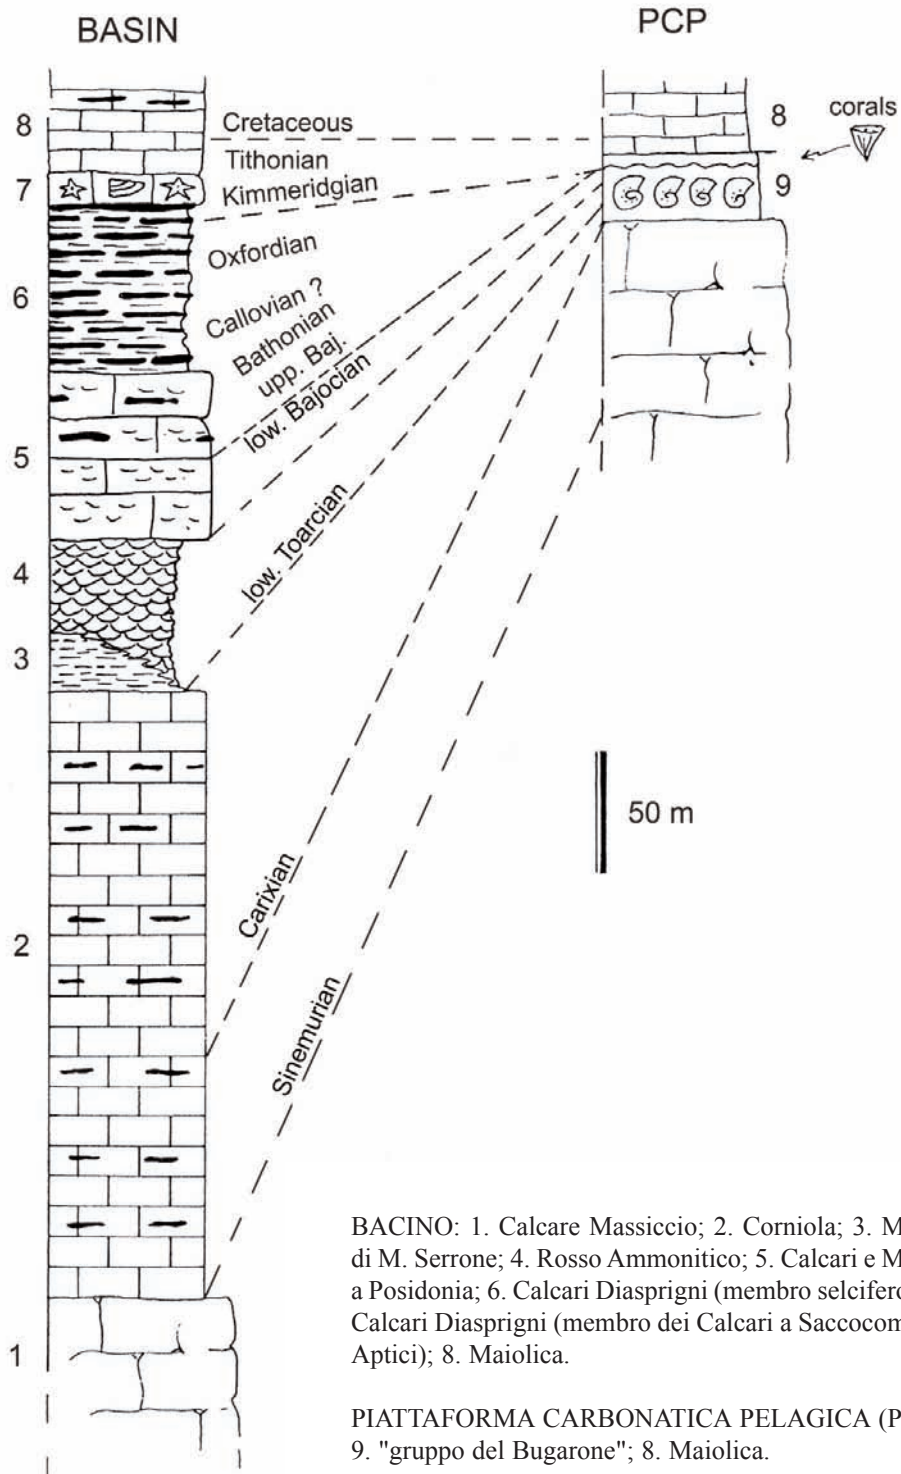 BASIN
PCP
8
Cretaceous
8
corals
Tithonian
7
Kimmeridgian
9
Oxfordian
6
Callovian ?
Bathonian
upp. Baj.
low. Bajocian
5
4
low. Toarcian
3
50 m
Carixian
2
Sinemurian
1
BACINO: 1. Calcare Massiccio; 2. Corniola; 3. M
di M. Serrone; 4. Rosso Ammonitico; 5. Calcari e M
a Posidonia; 6. Calcari Diasprigni (membro selcifero
Calcari Diasprigni (membro dei Calcari a Saccocom
Aptici); 8. Maiolica.
PIATTAFORMA CARBONATICA PELAGICA (P
9. "gruppo del Bugarone"; 8. Maiolica.